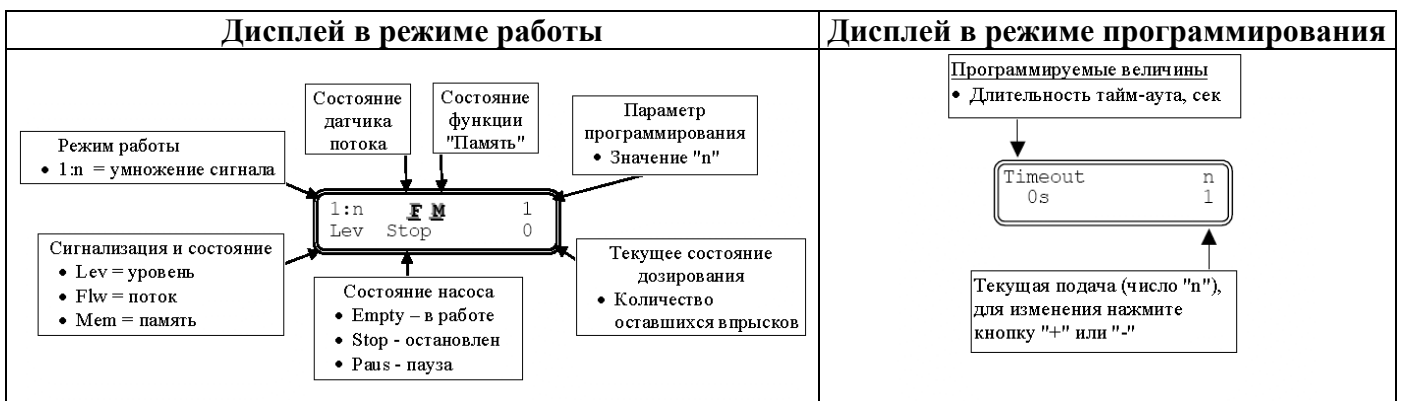 Дисплей в режиме работы
Дисплей в режиме программирования
Состояние
датчика
потока
Состояние
функции
"Память"
Параметр
программирования
• Значение "n"
Режим работы
• 1:n = умножение сигнала
1:n F M 1
Lev Stop 0
Сигнализация и состояние
• Lev = уровень
• Flw = поток
• Mem = память
Состояние насоса
• Empty – в работе
• Stop - остановлен
• Paus - пауза
Текущее состояние
дозирования
• Количество
оставшихся впрысков
Программируемые величины
• Длительность тайм-аута, сек
Timeout n
0s 1
Текущая подача (число "n"),
для изменения нажмите
кнопку "+" или "-"